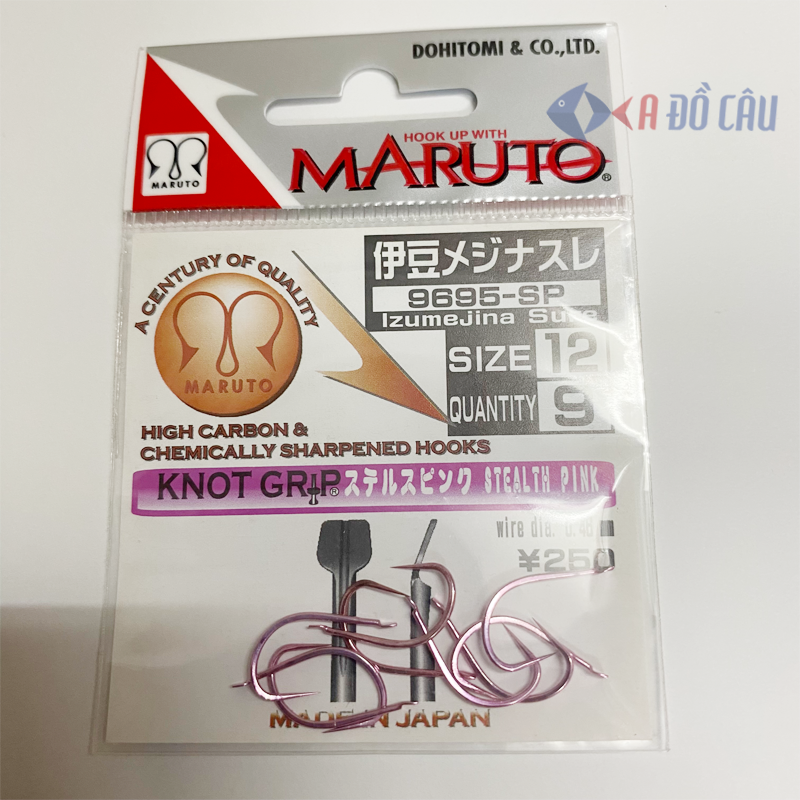 DOHITOMI & CO.,LTD.
A ĐỒ CÂU
HOOK UP WITH
MARUTO®
MARUTO
A CENTURY OF QUALITY
MARUTO
伊豆メジナスレ
9695-SP
Izumejina Sure
SIZE 12
QUANTITY 9
HIGH CARBON &
CHEMICALLY SHARPENED HOOKS
KNOT GRIP® ステルスピンク STEALTH PINK
wire dia.
¥250
MADE IN JAPAN